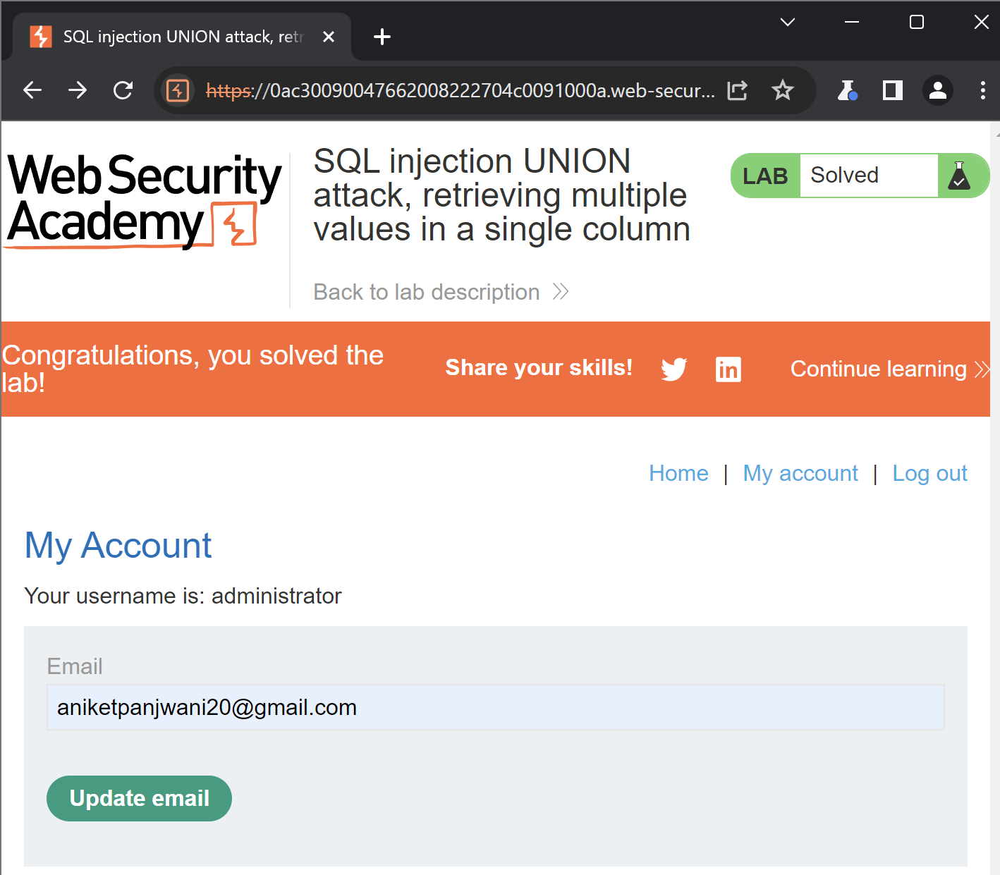 SQL injection UNION attack, retr
https://0ac30090047662008222704c0091000a.web-secur...
Web Security
Academy
SQL injection UNION
attack, retrieving multiple
values in a single column
Back to lab description
LAB Solved
Congratulations, you solved the
lab!
Share your skills!
Continue learning
Home | My account | Log out
My Account
Your username is: administrator
Email
aniketpanjwani20@gmail.com
Update email